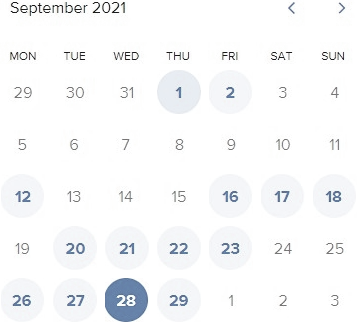 September 2021
MON TUE WED THU FRI SAT SUN
29 30 31 1 2 3 4
5 6 7 8 9 10 11
12 13 14 15 16 17 18
19 20 21 22 23 24 25
26 27 28 29 1 2 3